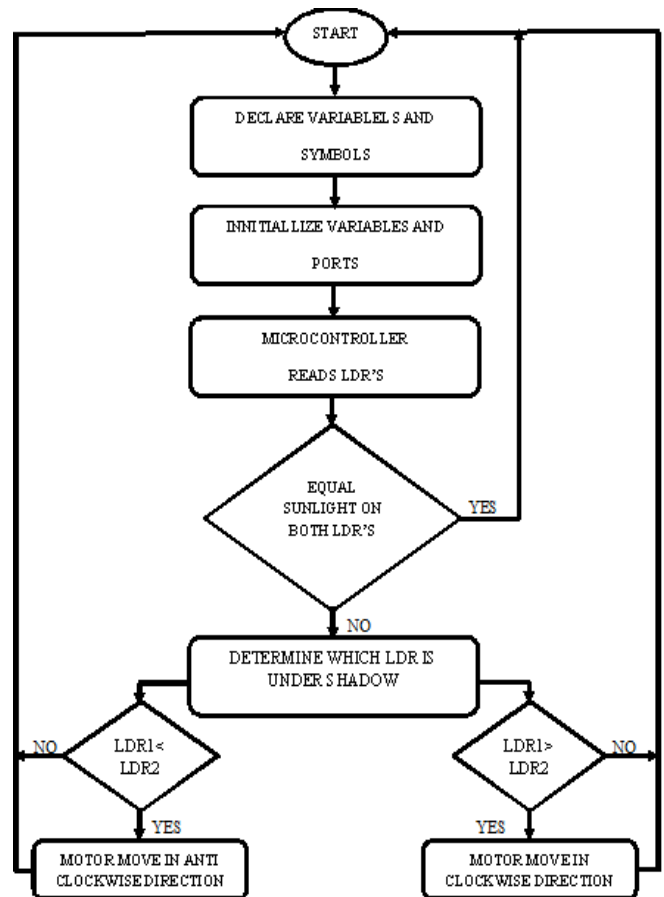 START
DECLARE VARIABLELS AND
SYMBOLS
INNITIALLIZE VARIABLES AND
PORTS
MICROCONTROLLER
READS LDR'S
EQUAL
SUNLIGHT ON
BOTH LDR'S
YES
NO
DETERMINE WHICH LDR IS
UNDER SHADOW
NO
LDR1<
LDR2
LDR1>
LDR2
NO
YES
YES
MOTOR MOVE IN ANTI
CLOCKWISE DIRECTION
MOTOR MOVE IN
CLOCKWISE DIRECTION